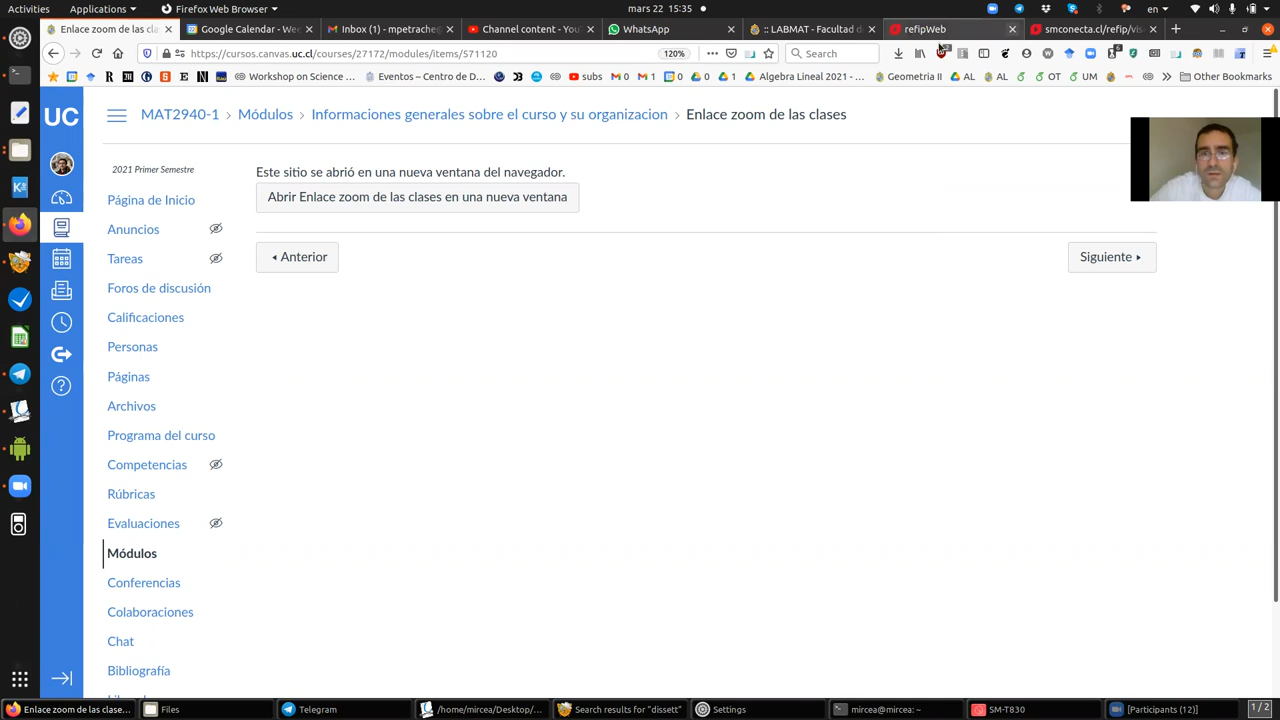 Activities
Applications
Firefox Web Browser
mars 22 15:35
en
Enlace zoom de las cla
Google Calendar - Wee
Inbox (1) - mpetrache@
Channel content - YouT
WhatsApp
:: LABMAT - Facultad d
refipWeb
smconecta.cl/refip/vis
https://cursos.canvas.uc.cl/courses/27172/modules/items/571120
120%
Search
Workshop on Science ...
Eventos – Centro de D...
subs
0
1
0
1
Algebra Lineal 2021 - ...
Geometria II
AL
AL
OT
UM
Other Bookmarks
UC
MAT2940-1 › Módulos › Informaciones generales sobre el curso y su organizacion › Enlace zoom de las clases
2021 Primer Semestre
Este sitio se abrió en una nueva ventana del navegador.
Abrir Enlace zoom de las clases en una nueva ventana
Anterior
Siguiente
Página de Inicio
Anuncios
Tareas
Foros de discusión
Calificaciones
Personas
Páginas
Archivos
Programa del curso
Competencias
Rúbricas
Evaluaciones
Módulos
Conferencias
Colaboraciones
Chat
Bibliografía
Enlace zoom de las clase...
Files
Telegram
/home/mircea/Desktop/...
Search results for "dissett"
Settings
mircea@mircea: ~
SM-T830
[Participants (12)]
1 / 2